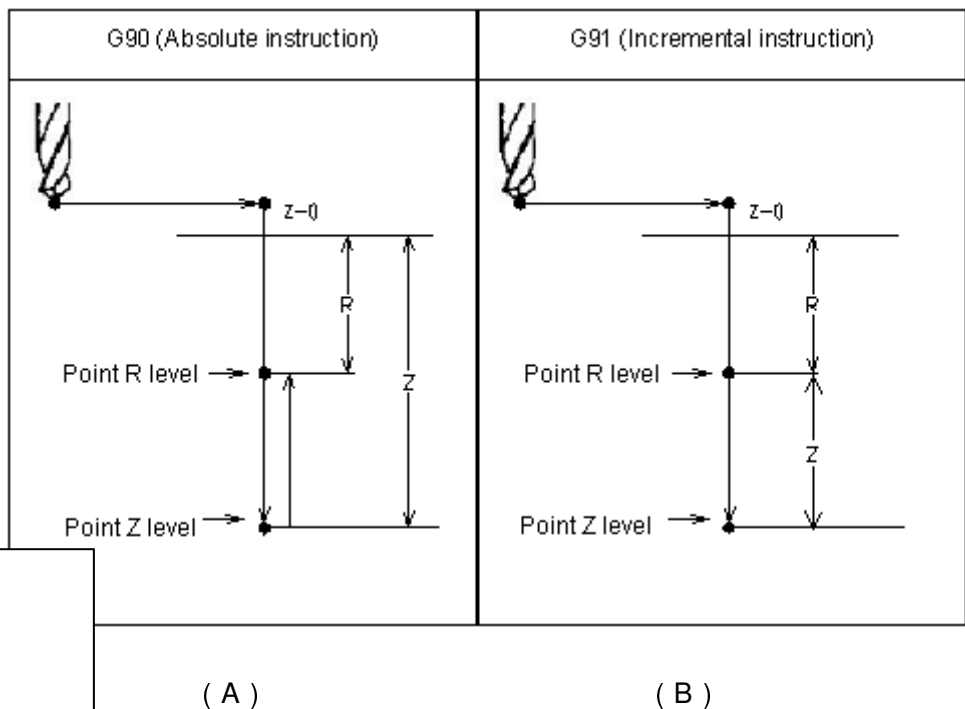 G90 (Absolute instruction)
G91 (Incremental instruction)
z–0
R
Point R level
Z
Point Z level
z–0
R
Point R level
Z
Point Z level
( A )
( B )